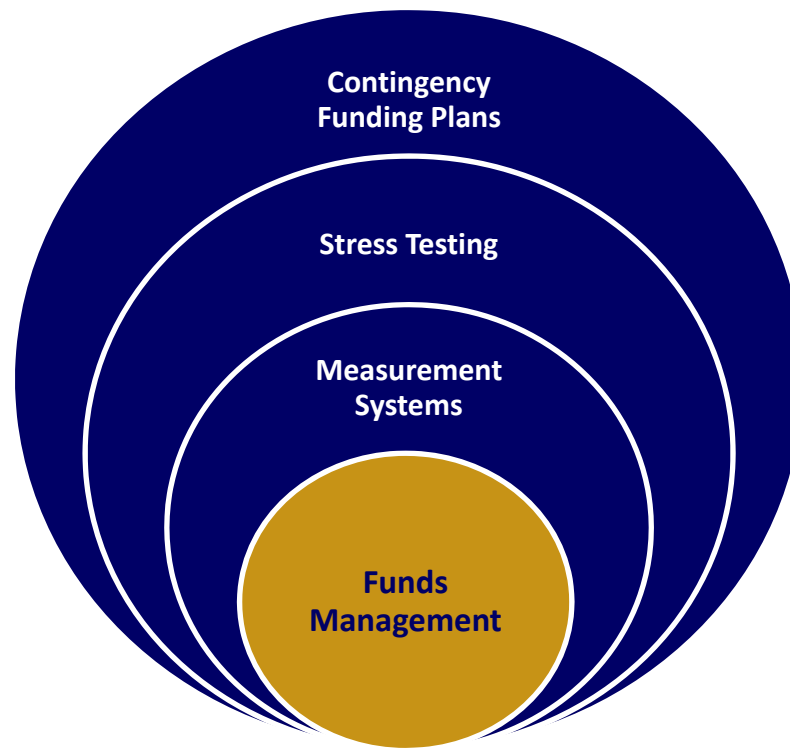 Contingency
Funding Plans
Stress Testing
Measurement
Systems
Funds
Management